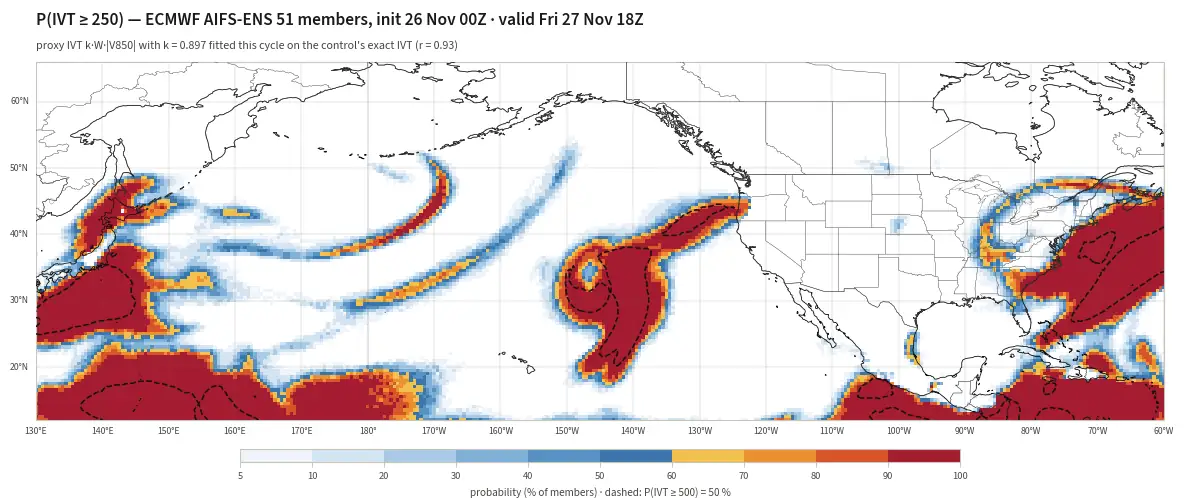 P(IVT ≥ 250) — ECMWF AIFS-ENS 51 members, init 26 Nov 00Z · valid Fri 27 Nov 18Z
proxy IVT k·W·|V850| with k = 0.897 fitted this cycle on the control's exact IVT (r = 0.93)
60°N
50°N
40°N
30°N
20°N
130°E 140°E 150°E 160°E 170°E 180° 170°W 160°W 150°W 140°W 130°W 120°W 110°W 100°W 90°W 80°W 70°W 60°W
5 10 20 30 40 50 60 70 80 90 100
probability (% of members) · dashed: P(IVT ≥ 500) = 50 %